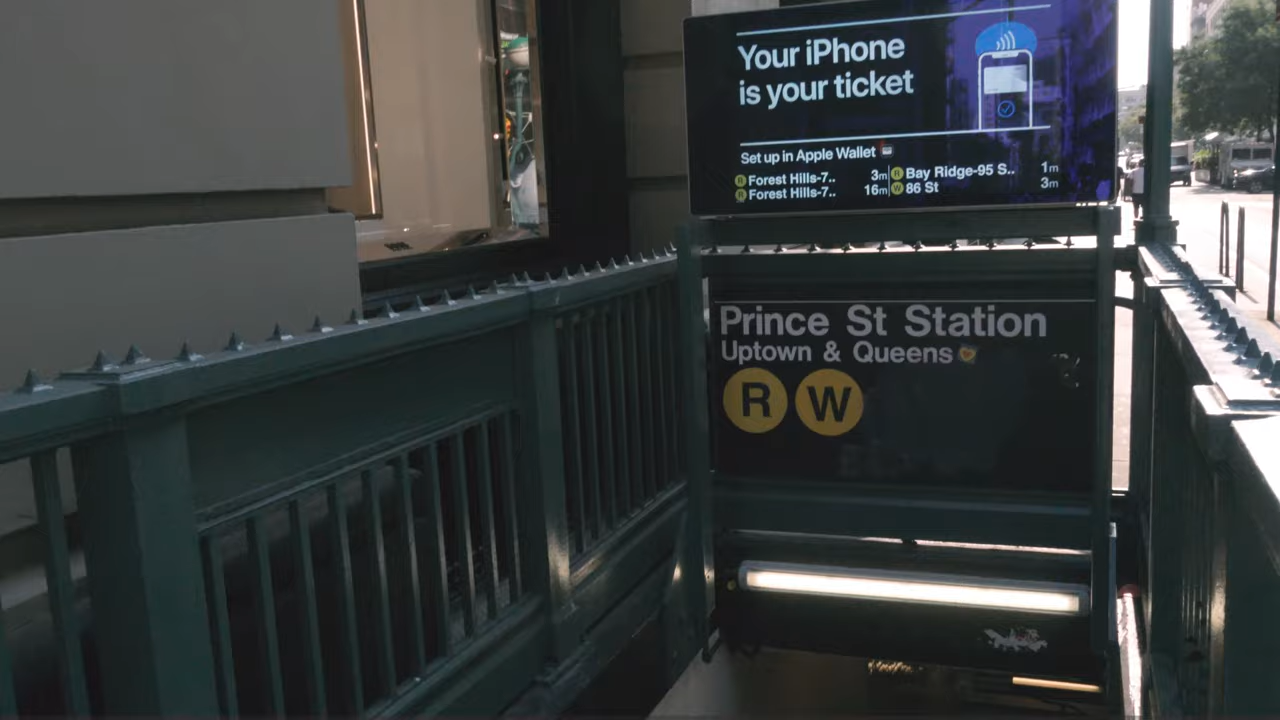 Your iPhone
is your ticket
Set up in Apple Wallet
R Forest Hills-7.. 3m R Bay Ridge-95 S.. 1m
R Forest Hills-7.. 16m W 86 St 3m
Prince St Station
Uptown & Queens
R W